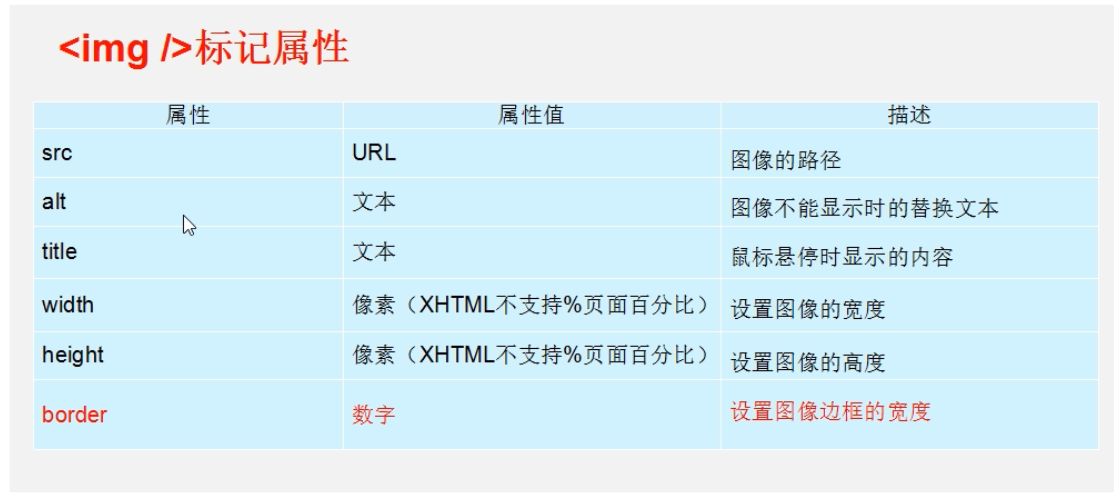 <img />标记属性
属性 属性值 描述
src URL 图像的路径
alt 文本 图像不能显示时的替换文本
title 文本 鼠标悬停时显示的内容
width 像素（XHTML不支持%页面百分比） 设置图像的宽度
height 像素（XHTML不支持%页面百分比） 设置图像的高度
border 数字 设置图像边框的宽度